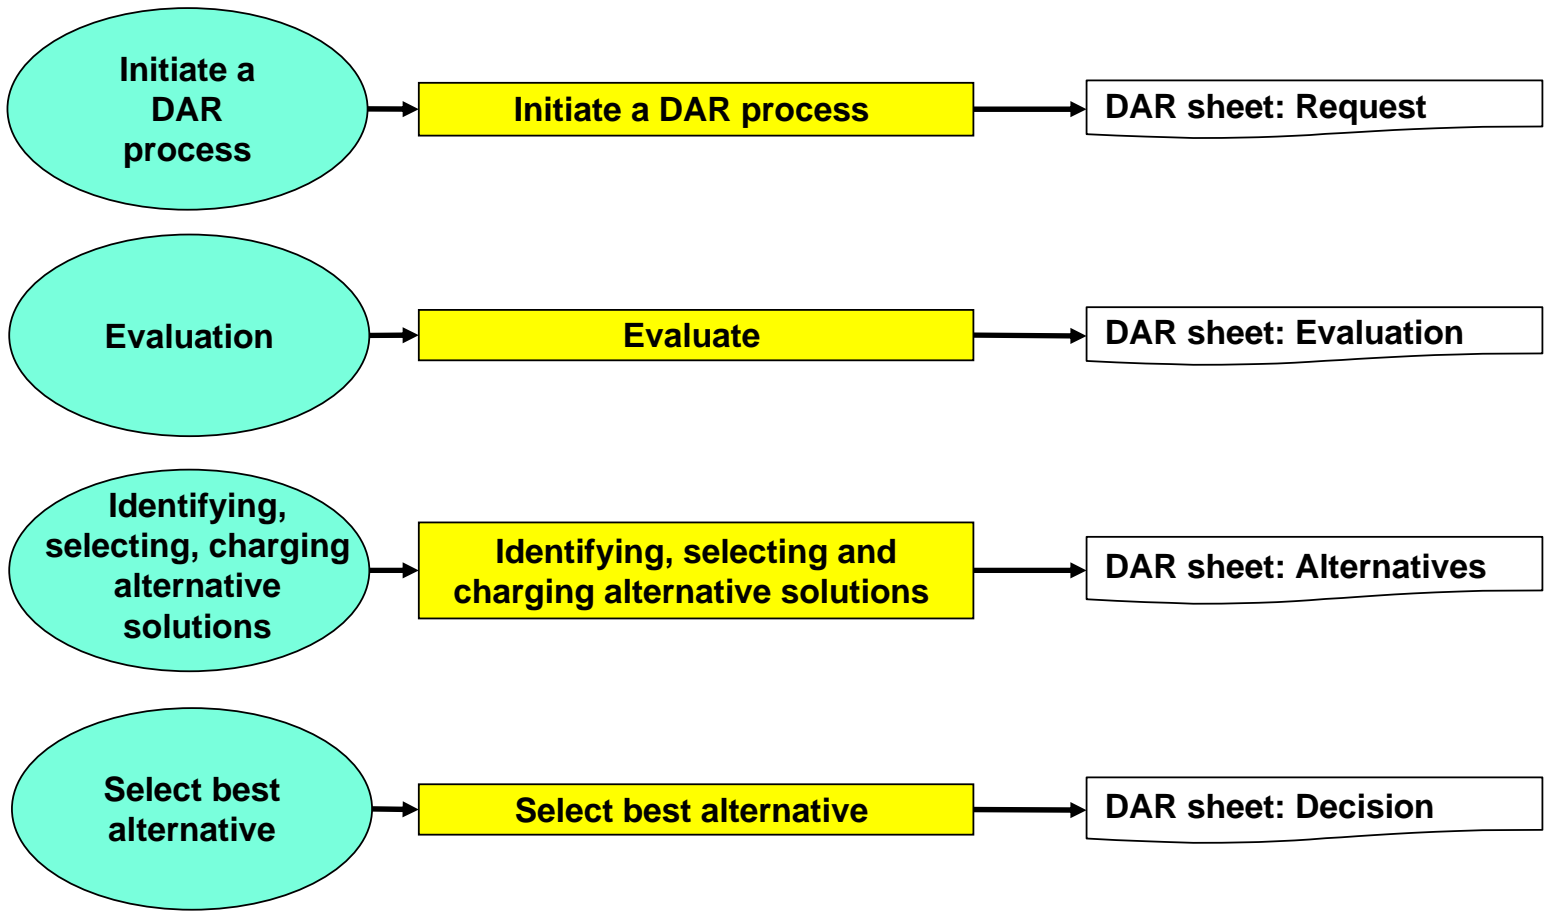 Initiate a
DAR
process
Initiate a DAR process
DAR sheet: Request
Evaluation
Evaluate
DAR sheet: Evaluation
Identifying,
selecting, charging
alternative
solutions
Identifying, selecting and
charging alternative solutions
DAR sheet: Alternatives
Select best
alternative
Select best alternative
DAR sheet: Decision